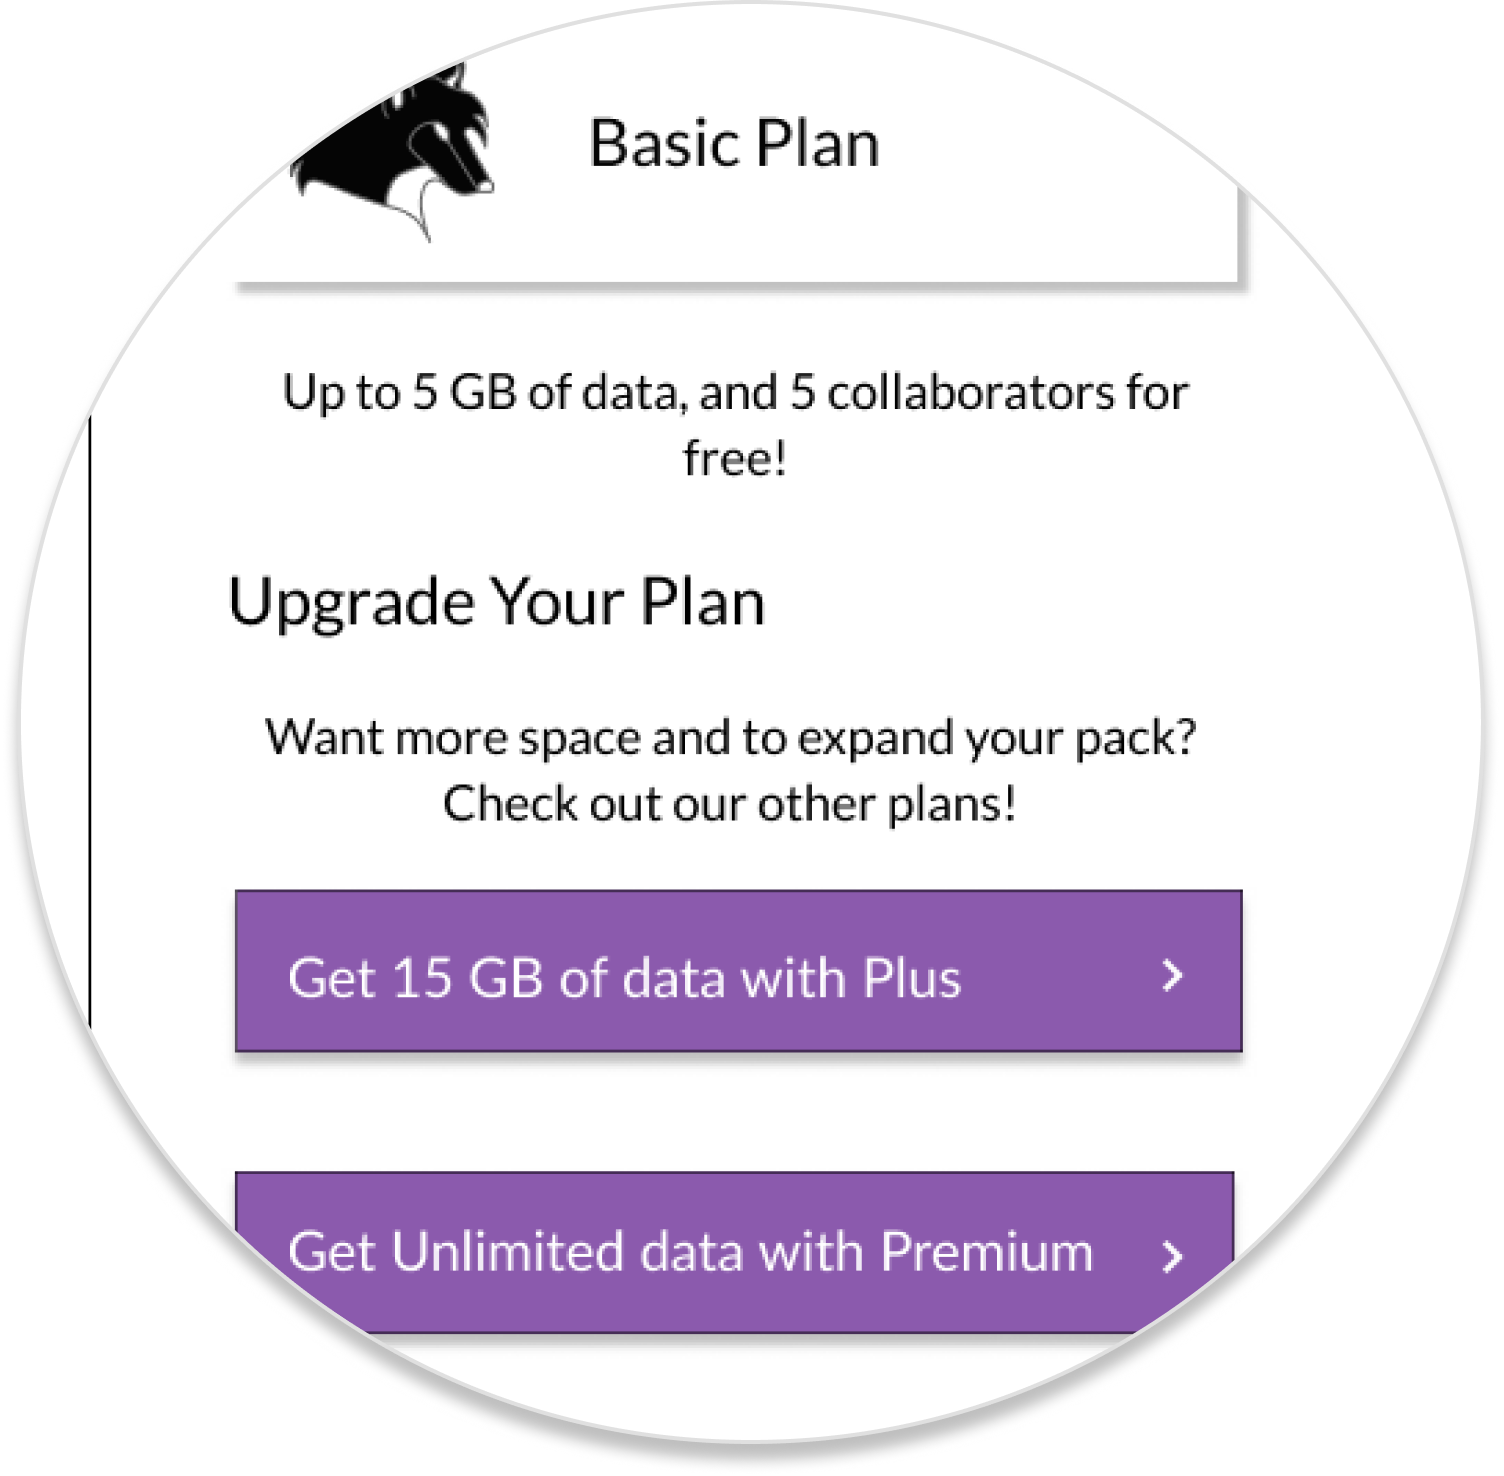 Basic Plan
Up to 5 GB of data, and 5 collaborators for
free!
Upgrade Your Plan
Want more space and to expand your pack?
Check out our other plans!
Get 15 GB of data with Plus
Get Unlimited data with Premium